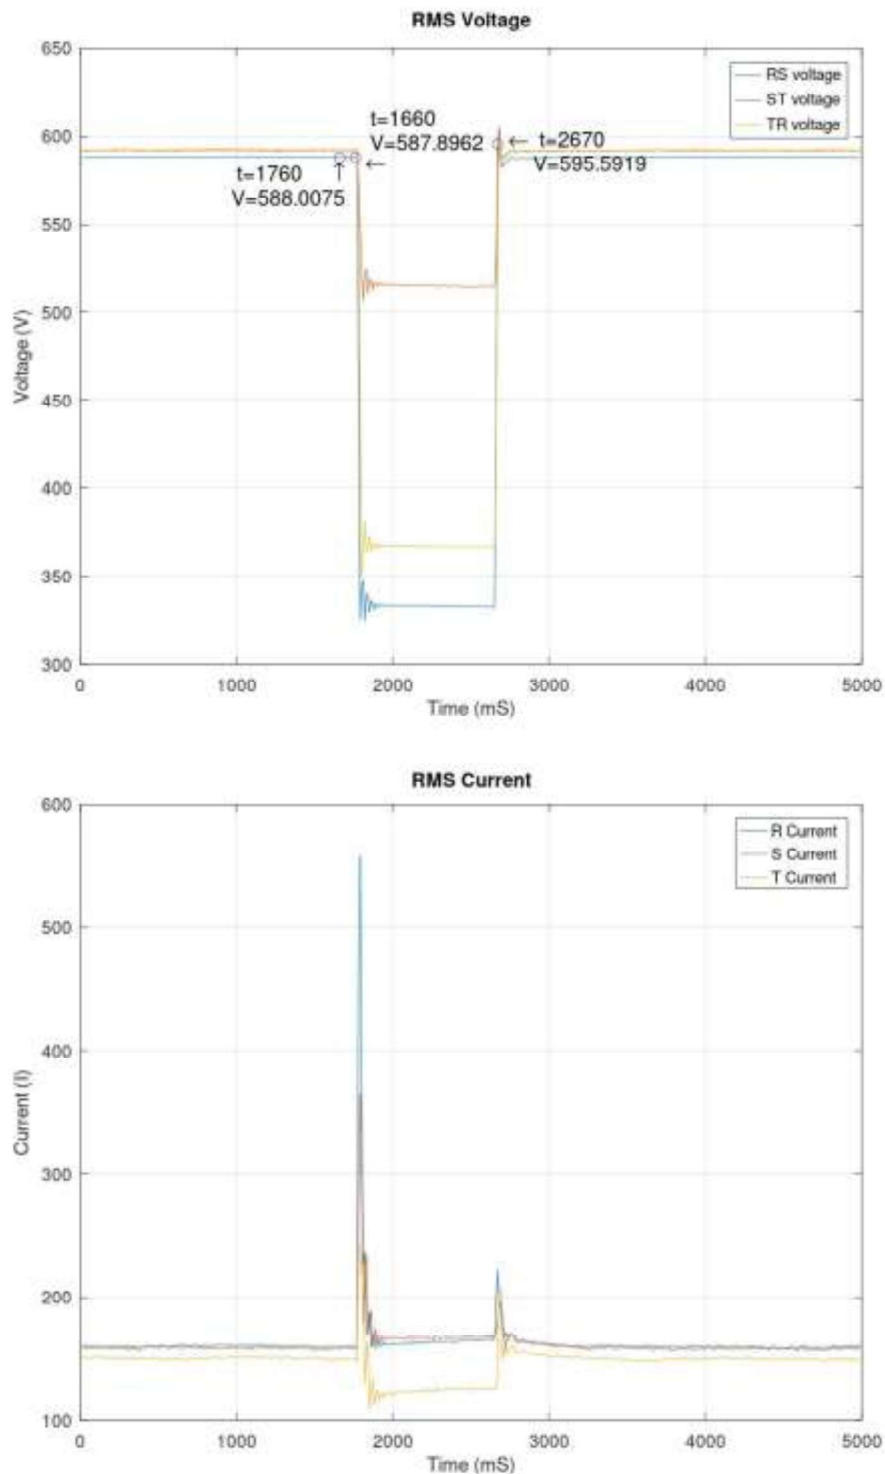 RMS Voltage
650
600
550
500
450
400
350
300
Voltage (V)
RS voltage
ST voltage
TR voltage
t=1660
V=587.8962
t=1760
V=588.0075
← t=2670
V=595.5919
↑
←
0 1000 2000 3000 4000 5000
Time (mS)
RMS Current
600
500
400
300
200
100
Current (I)
R Current
S Current
T Current
0 1000 2000 3000 4000 5000
Time (mS)